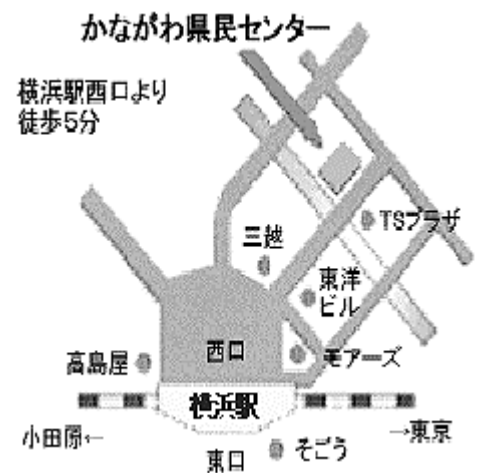 かながわ県民センター
横浜駅西口より
徒歩5分
TSプラザ
三越
東洋
ビル
西口
モアーズ
高島屋
横浜駅
小田原←
→東京
東口
そごう